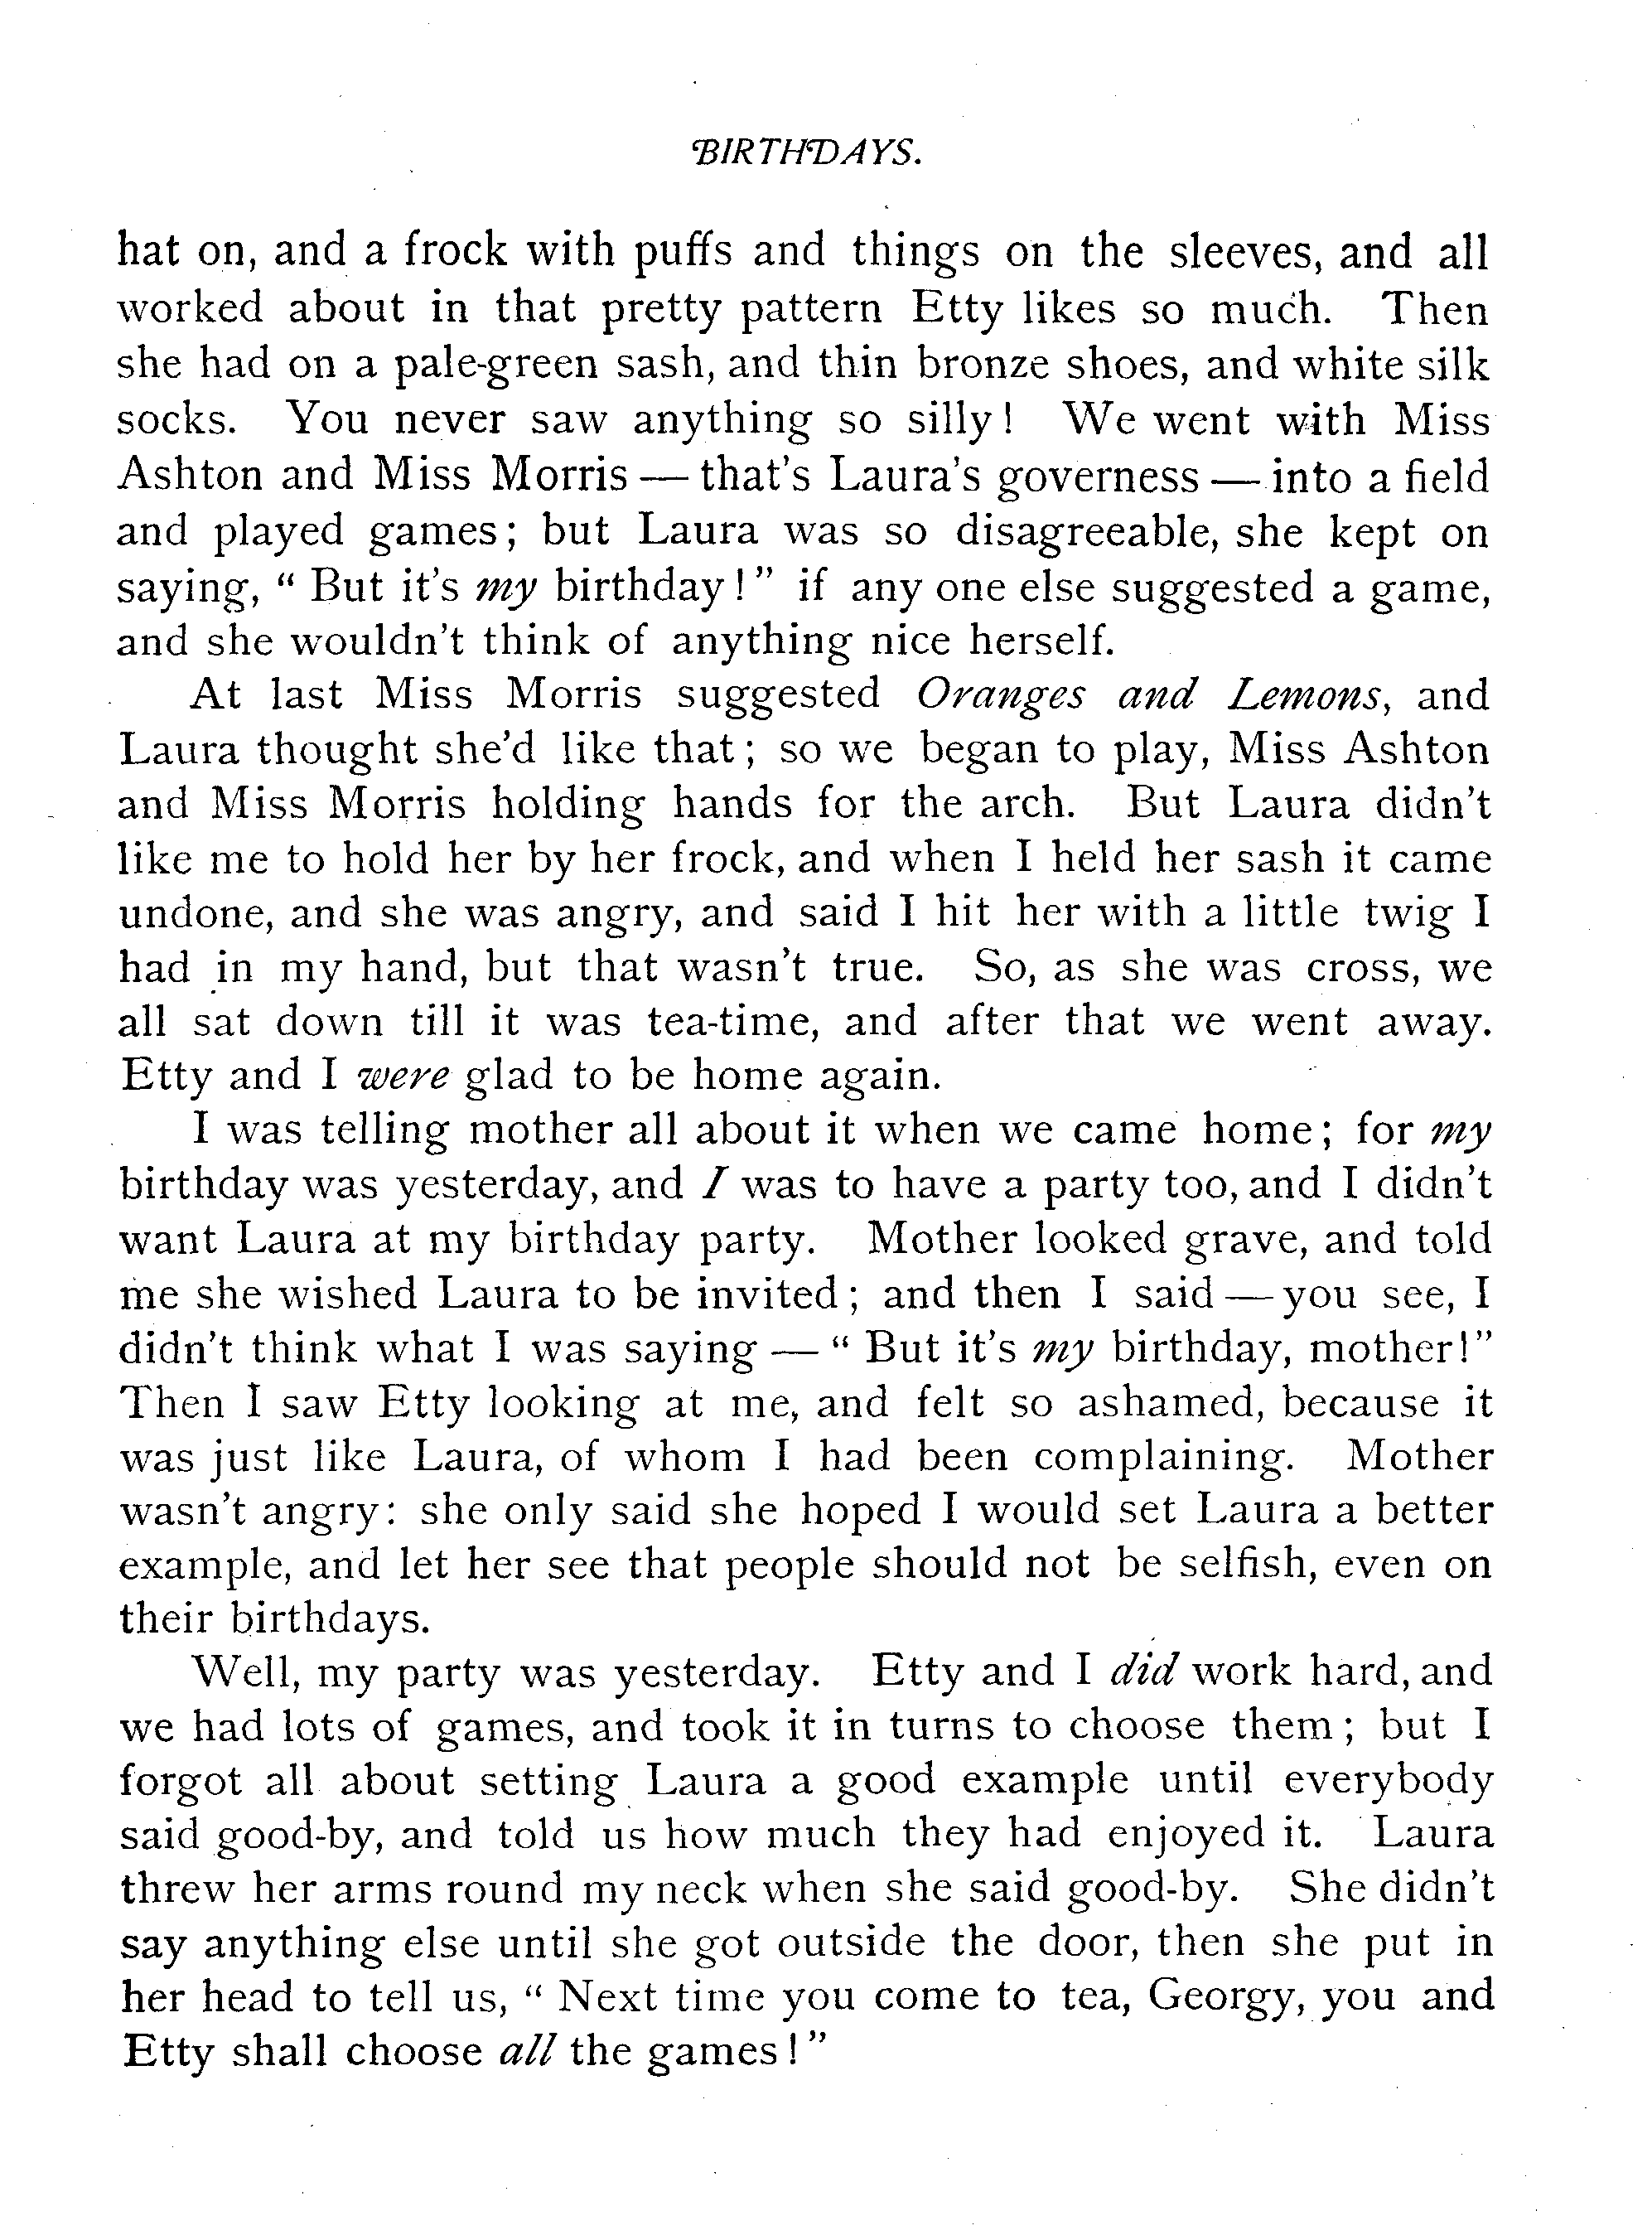 BIRTHDAYS.
hat on, and a frock with puffs and things on the sleeves, and all
worked about in that pretty pattern Etty likes so much. Then
she had on a pale-green sash, and thin bronze shoes, and white silk
socks. You never saw anything so silly! We went with Miss
Ashton and Miss Morris — that's Laura's governess — into a field
and played games; but Laura was so disagreeable, she kept on
saying, “ But it's my birthday!” if any one else suggested a game,
and she wouldn't think of anything nice herself.
At last Miss Morris suggested Oranges and Lemons, and
Laura thought she'd like that; so we began to play, Miss Ashton
and Miss Morris holding hands for the arch. But Laura didn't
like me to hold her by her frock, and when I held her sash it came
undone, and she was angry, and said I hit her with a little twig I
had in my hand, but that wasn't true. So, as she was cross, we
all sat down till it was tea-time, and after that we went away.
Etty and I were glad to be home again.
I was telling mother all about it when we came home; for my
birthday was yesterday, and I was to have a party too, and I didn't
want Laura at my birthday party. Mother looked grave, and told
me she wished Laura to be invited; and then I said — you see, I
didn't think what I was saying — “ But it's my birthday, mother!”
Then I saw Etty looking at me, and felt so ashamed, because it
was just like Laura, of whom I had been complaining. Mother
wasn't angry: she only said she hoped I would set Laura a better
example, and let her see that people should not be selfish, even on
their birthdays.
Well, my party was yesterday. Etty and I did work hard, and
we had lots of games, and took it in turns to choose them; but I
forgot all about setting Laura a good example until everybody
said good-by, and told us how much they had enjoyed it. Laura
threw her arms round my neck when she said good-by. She didn't
say anything else until she got outside the door, then she put in
her head to tell us, “ Next time you come to tea, Georgy, you and
Etty shall choose all the games!”